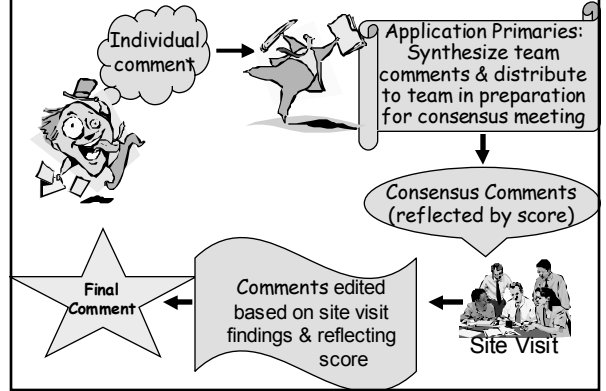 Individual
comment
Application Primaries:
Synthesize team
comments & distribute
to team in preparation
for consensus meeting
Consensus Comments
(reflected by score)
Site Visit
Comments edited
based on site visit
findings & reflecting
score
Final
Comment